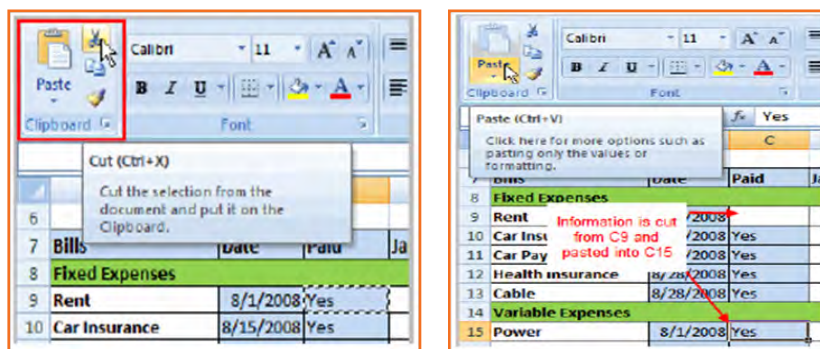 Calibri
11
A A
Paste
B I U
A
Clipboard
Font
Cut (Ctrl+X)
Cut the selection from the
document and put it on the
Clipboard.
6
7 Bills Date Paid Ja
8 Fixed Expenses
9 Rent 8/1/2008 Yes
10 Car Insurance 8/15/2008 Yes
Calibri
11
A A
Paste
B I U
A
Clipboard
Font
Paste (Ctrl+V)
Click here for more options such as
pasting only the values or
formatting.
fx Yes
C
7 Bills Date Paid
8 Fixed Expenses
9 Rent /2008
10 Car Insu /2008 Yes
11 Car Pay /2008 Yes
12 Health Insurance 8/28/2008 Yes
13 Cable 8/28/2008 Yes
14 Variable Expenses
15 Power 8/1/2008 Yes
Information is cut
from C9 and
pasted into C15